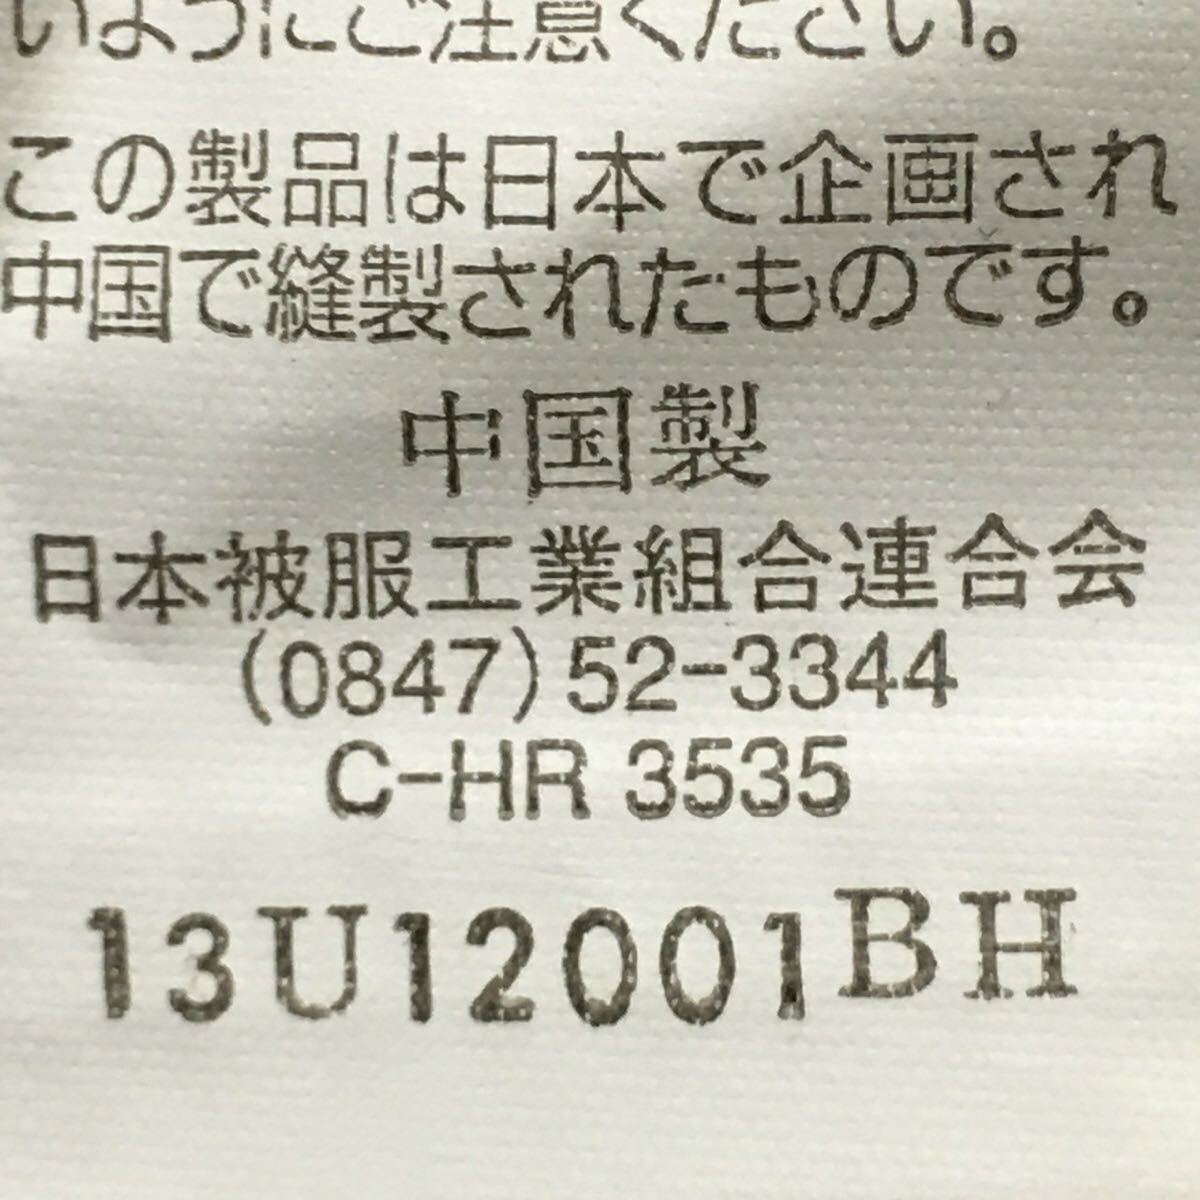 いようにご注意ください。
この製品は日本で企画され
中国で縫製されたものです。
中国製
日本被服工業組合連合会
(0847)52-3344
C-HR 3535
13U12001BH